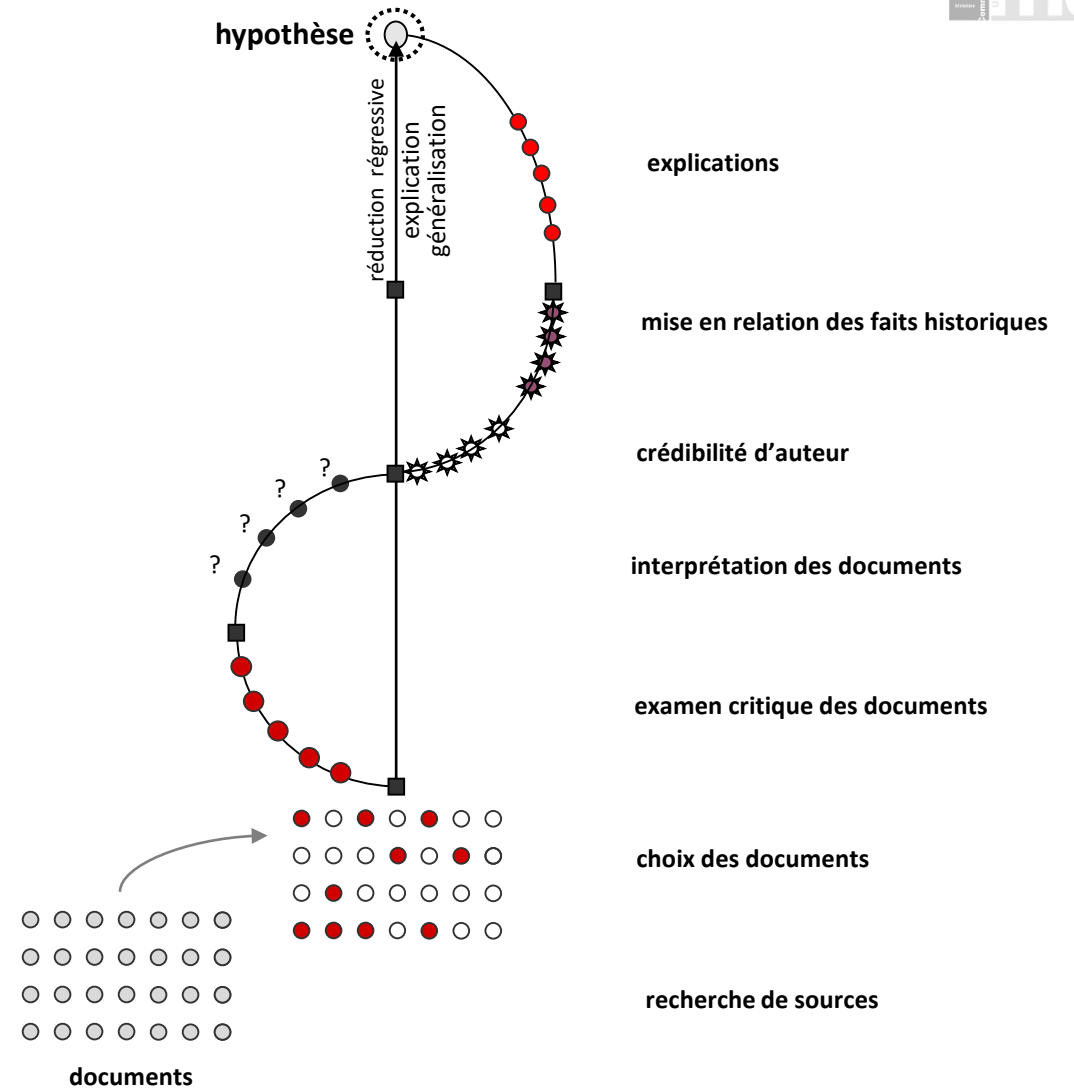 hypothèse
réduction régressive
explication
généralisation
explications
mise en relation des faits historiques
crédibilité d'auteur
?
?
?
?
interprétation des documents
examen critique des documents
choix des documents
recherche de sources
documents